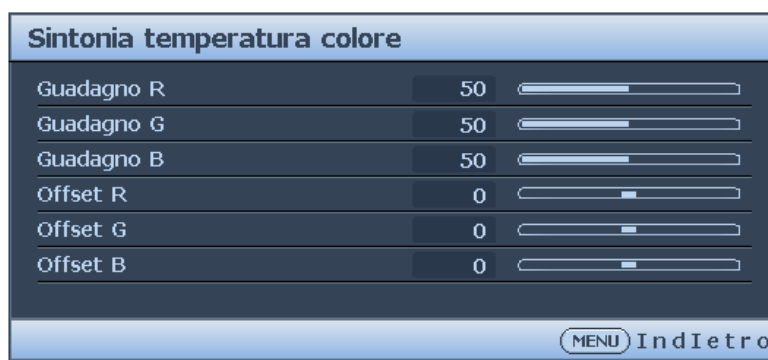 Sintonia temperatura colore
Guadagno R 50
Guadagno G 50
Guadagno B 50
Offset R 0
Offset G 0
Offset B 0
MENU IndIetro